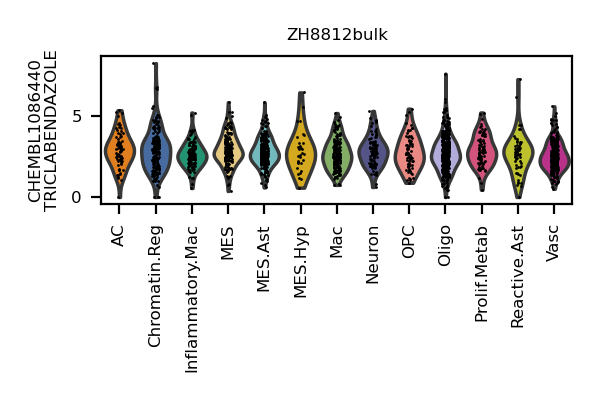 ZH8812bulk
CHEMBL1086440
TRICLABENDAZOLE
5
0
AC
Chromatin.Reg
Inflammatory.Mac
MES
MES.Ast
MES.Hyp
Mac
Neuron
OPC
Oligo
Prolif.Metab
Reactive.Ast
Vasc